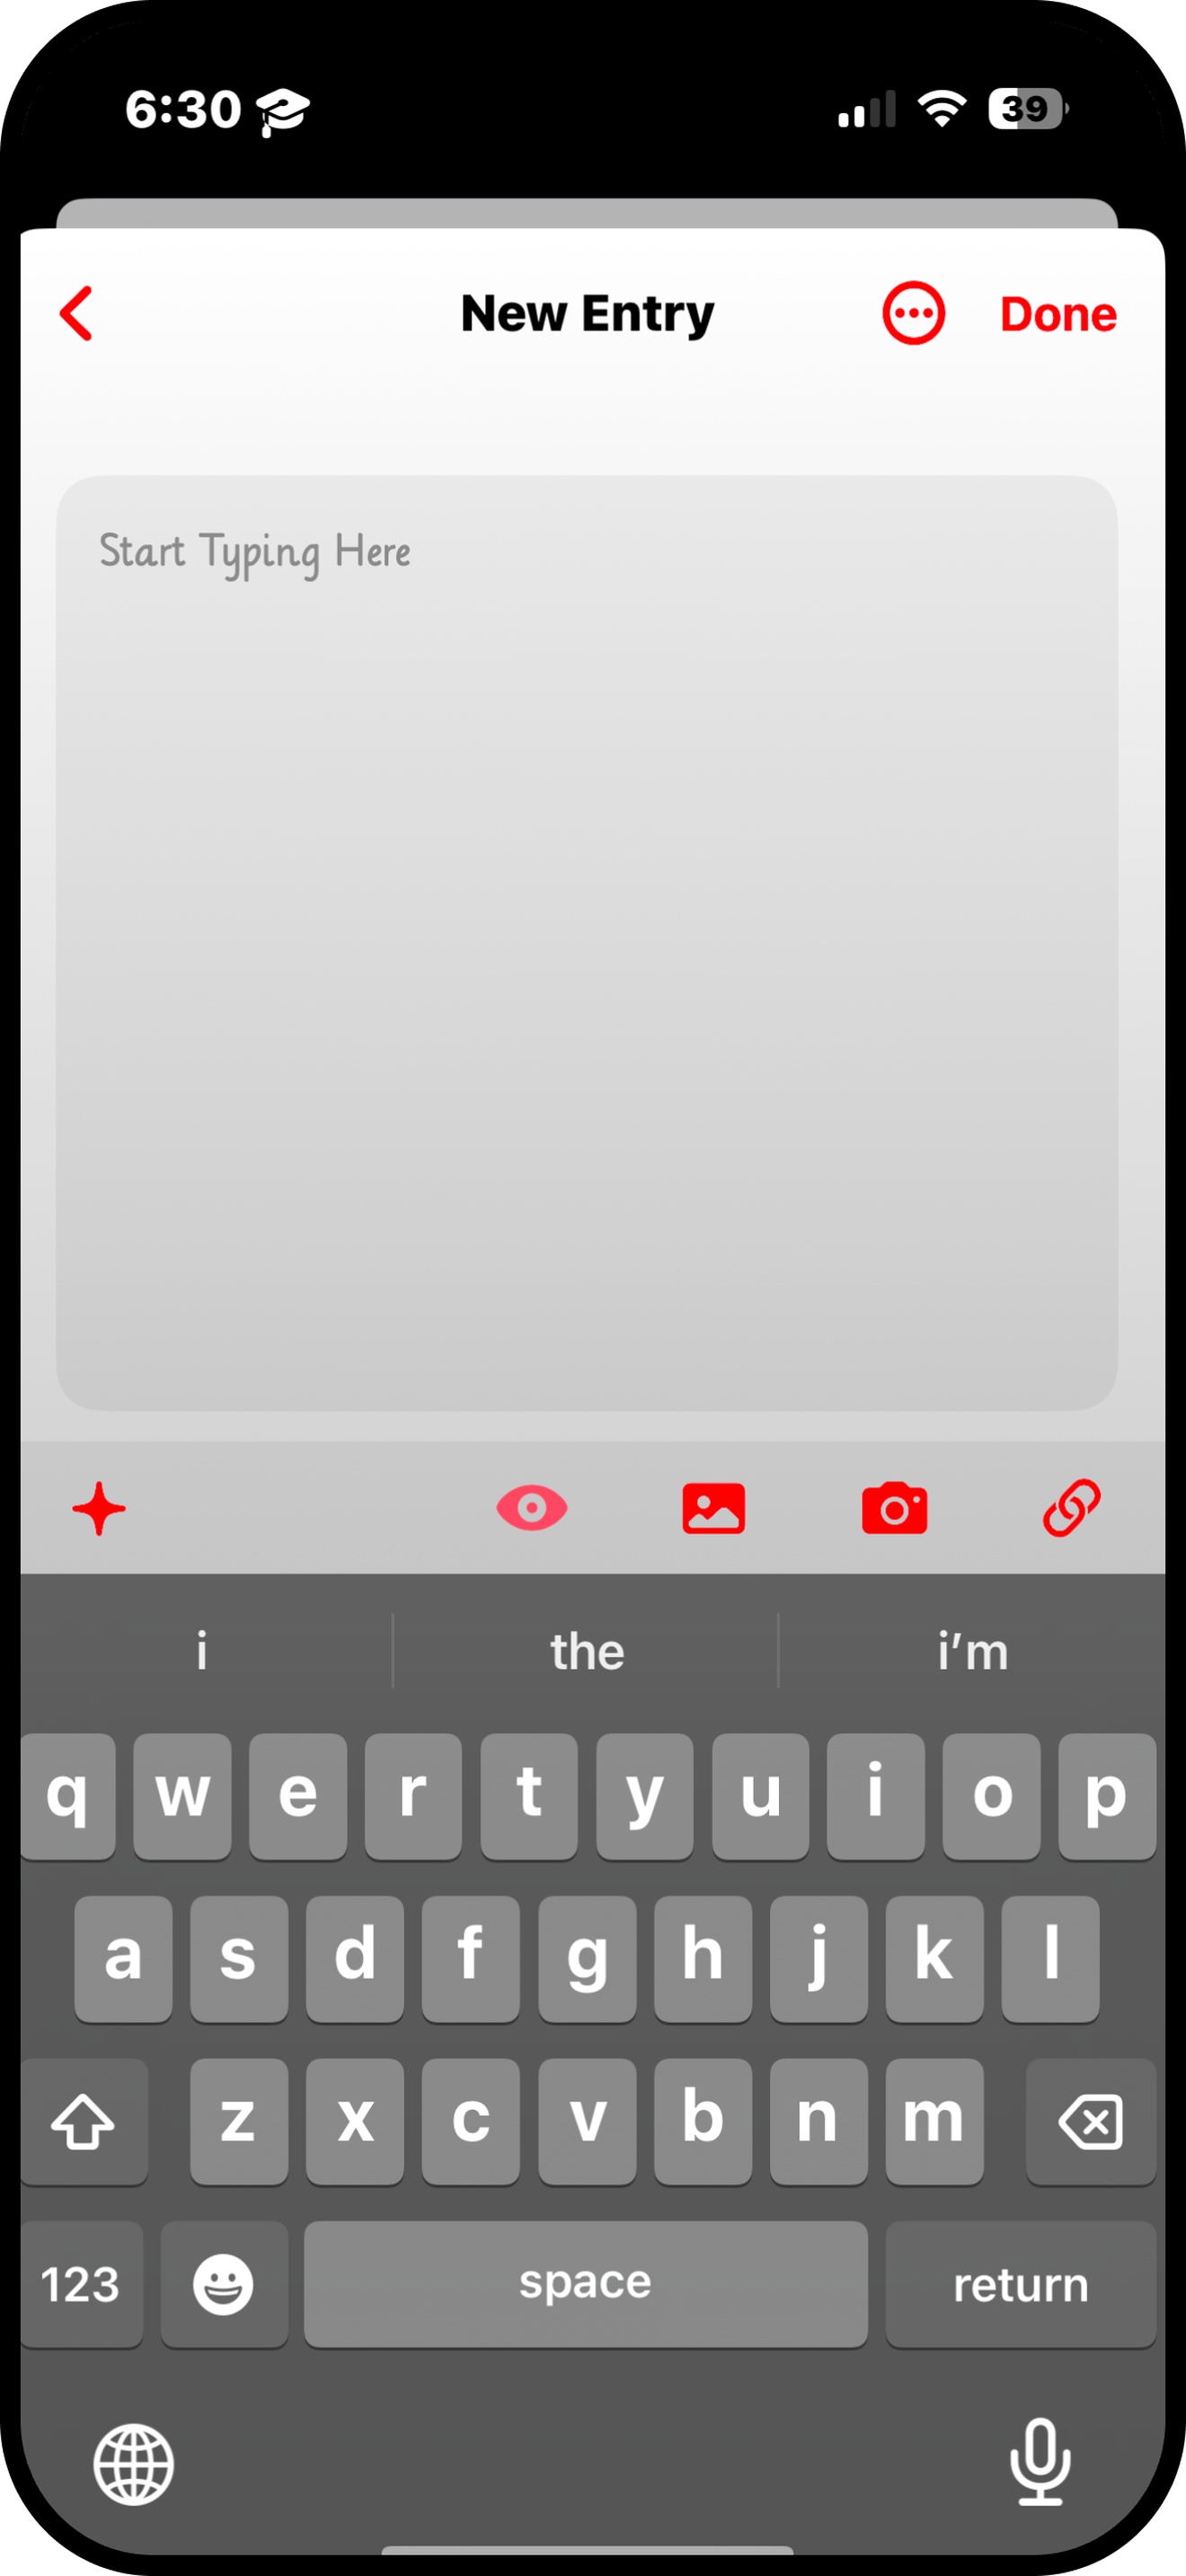 6:30 39
New Entry Done
Start Typing Here
i the i'm
q w e r t y u i o p
a s d f g h j k l
z x c v b n m
123 space return